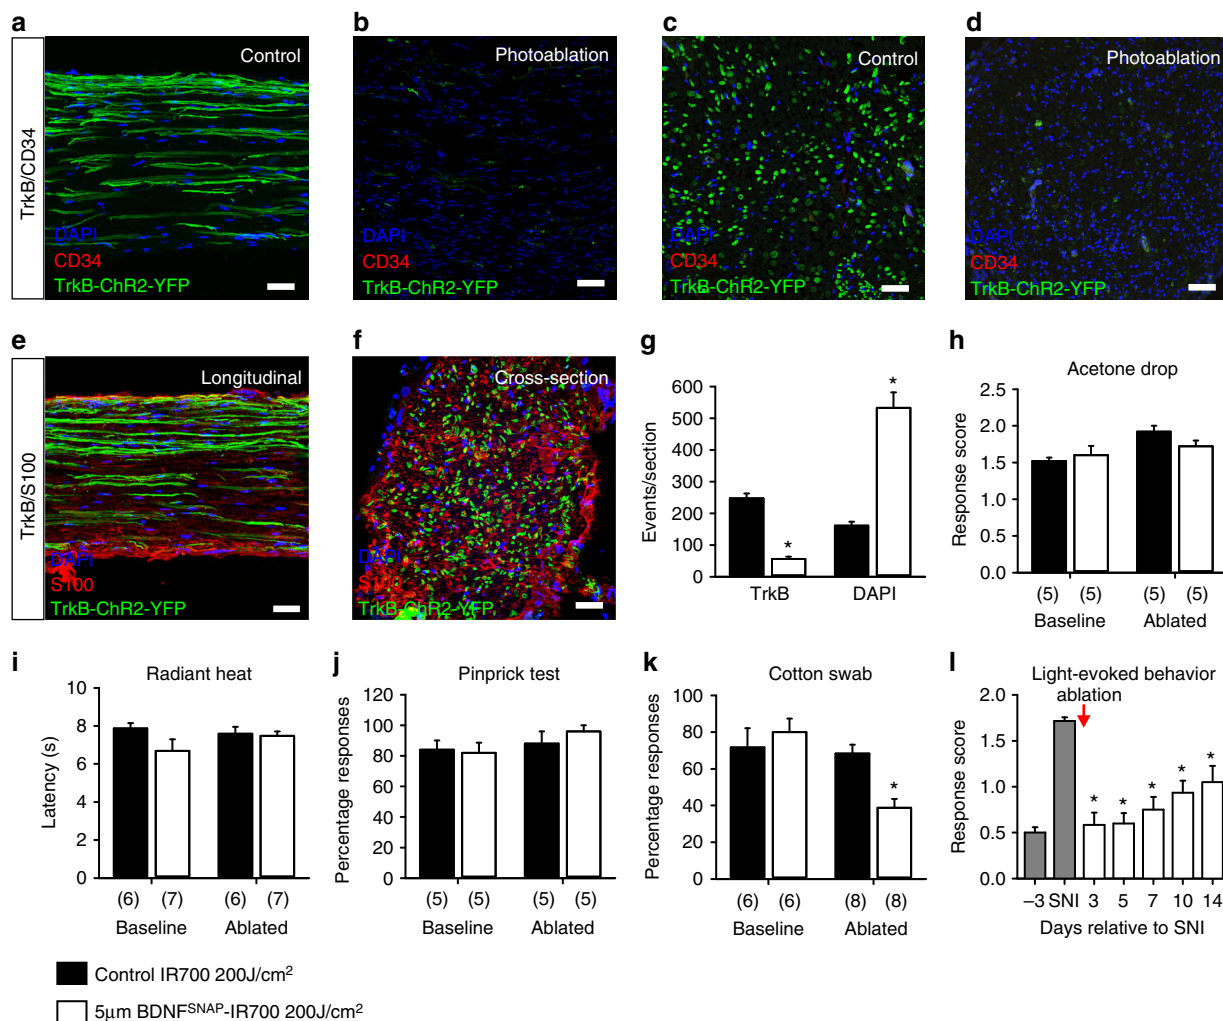 a
b
c
d
TrkB/CD34
Control
DAPI
CD34
TrkB-ChR2-YFP
Photoablation
DAPI
CD34
TrkB-ChR2-YFP
Control
DAPI
CD34
TrkB-ChR2-YFP
Photoablation
DAPI
CD34
TrkB-ChR2-YFP
e
f
g
h
TrkB/S100
Longitudinal
DAPI
S100
TrkB-ChR2-YFP
Cross-section
DAPI
S100
TrkB-ChR2-YFP
Events/section
600
500
400
300
200
100
0
*
*
TrkB
DAPI
Acetone drop
Response score
2.5
2.0
1.5
1.0
0.5
0.0
(5) (5) (5) (5)
Baseline Ablated
i
Radiant heat
Latency (s)
10
8
6
4
2
0
(6) (7) (6) (7)
Baseline Ablated
j
Pinprick test
Percentage responses
120
100
80
60
40
20
0
(5) (5) (5) (5)
Baseline Ablated
k
Cotton swab
Percentage responses
100
80
60
40
20
0
*
(6) (6) (8) (8)
Baseline Ablated
l
Light-evoked behavior
ablation
Response score
2.0
1.5
1.0
0.5
0.0
* * * * *
–3 SNI 3 5 7 10 14
Days relative to SNI
Control IR700 200J/cm²
5μm BDNF^SNAP-IR700 200J/cm²